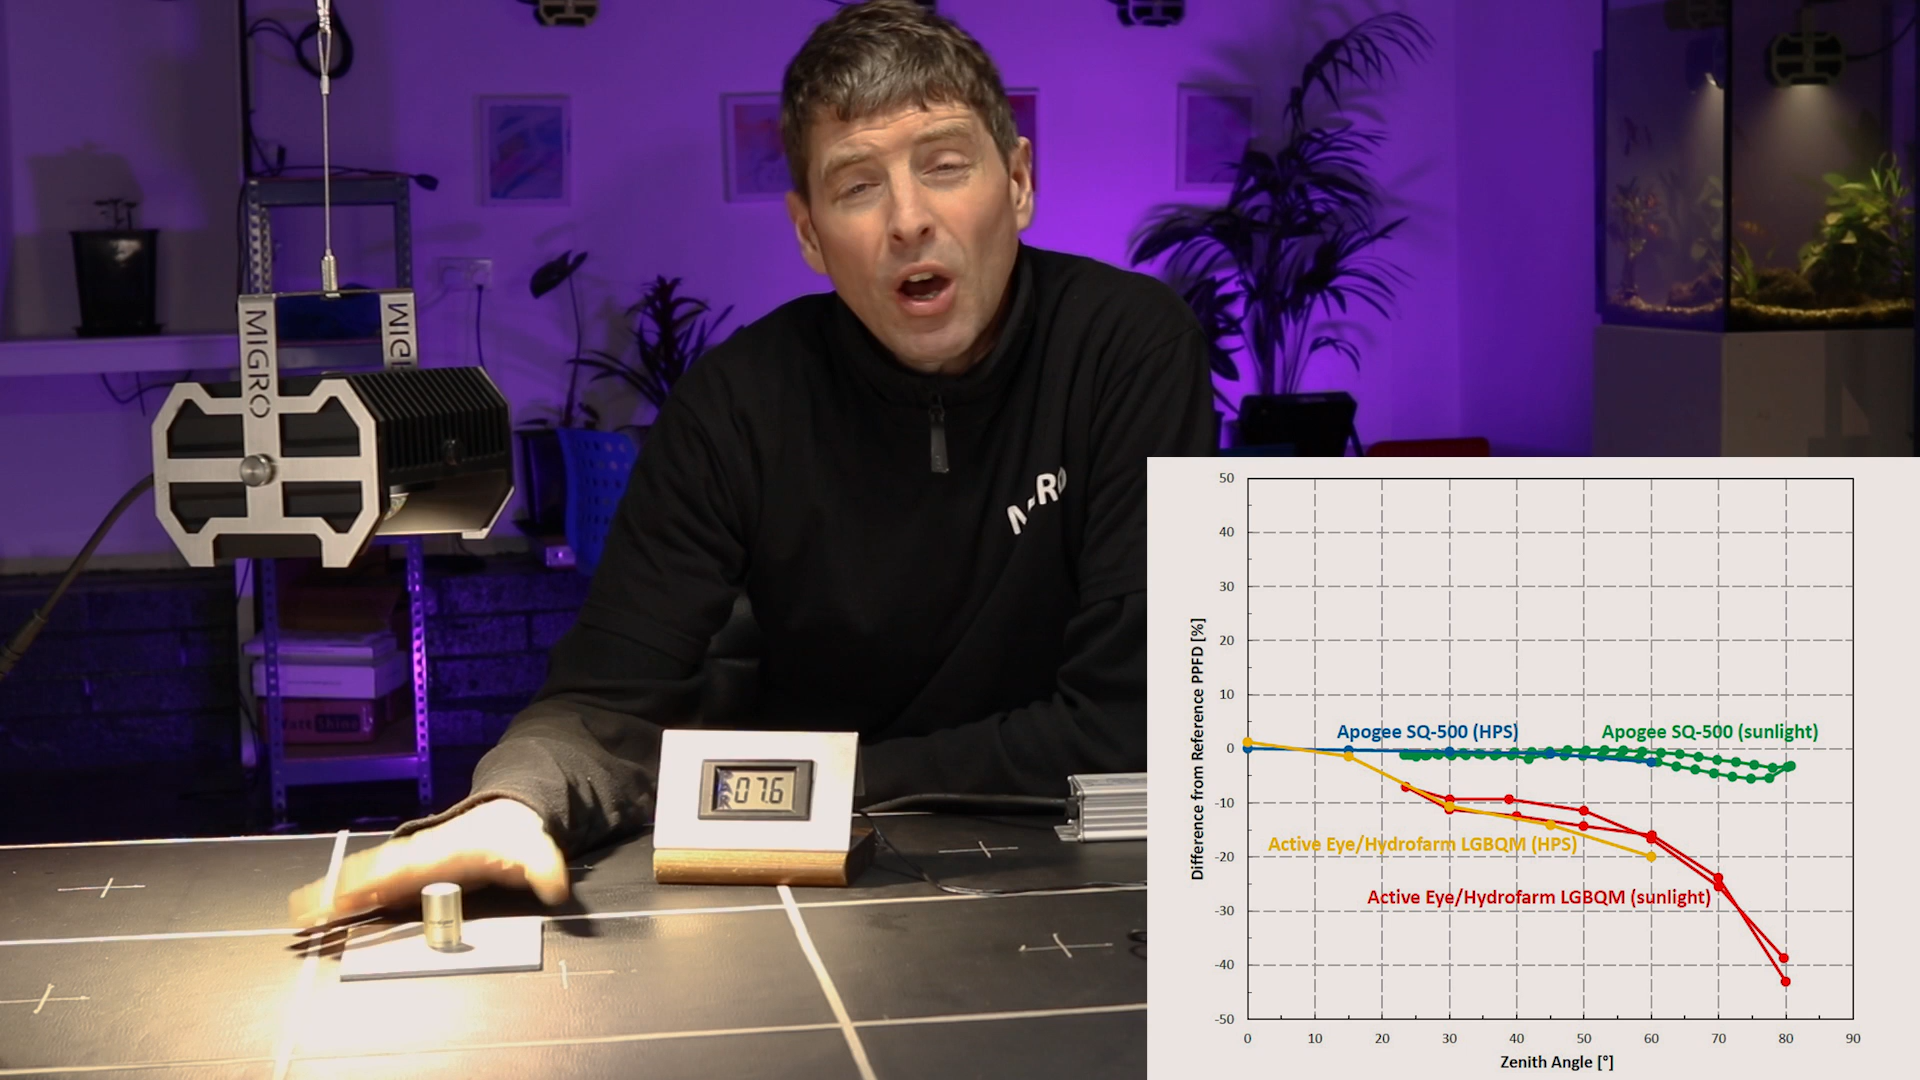 MIGRO
MIG
M-RO
07.6
50
40
30
20
10
0
-10
-20
-30
-40
-50
Difference from Reference PPFD [%]
Apogee SQ-500 (HPS)
Apogee SQ-500 (sunlight)
Active Eye/Hydrofarm LGBQM (HPS)
Active Eye/Hydrofarm LGBQM (sunlight)
0 10 20 30 40 50 60 70 80 90
Zenith Angle [°]